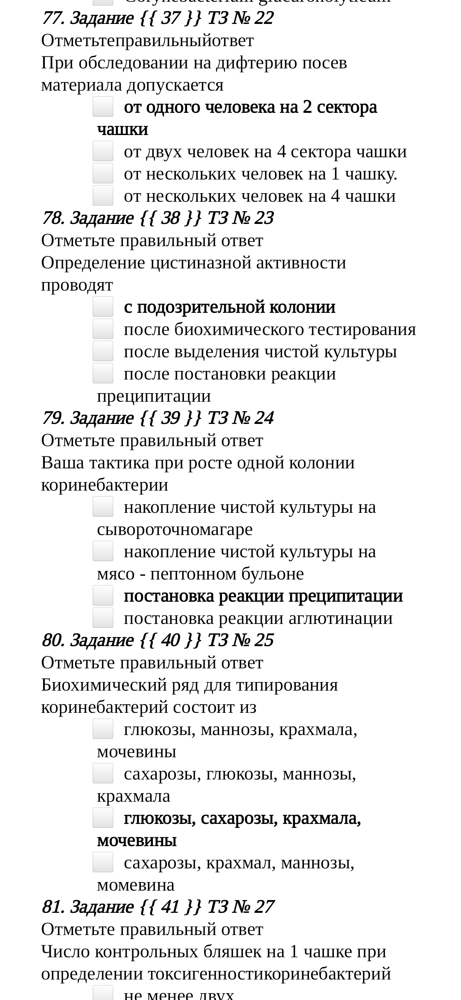 Corynebacterium glucuronolyticum
77. Задание {{ 37 }} ТЗ № 22
Отметьтеправильныйответ
При обследовании на дифтерию посев
материала допускается
от одного человека на 2 сектора
чашки
от двух человек на 4 сектора чашки
от нескольких человек на 1 чашку.
от нескольких человек на 4 чашки
78. Задание {{ 38 }} ТЗ № 23
Отметьте правильный ответ
Определение цистиназной активности
проводят
с подозрительной колонии
после биохимического тестирования
после выделения чистой культуры
после постановки реакции
преципитации
79. Задание {{ 39 }} ТЗ № 24
Отметьте правильный ответ
Ваша тактика при росте одной колонии
коринебактерии
накопление чистой культуры на
сывороточномагаре
накопление чистой культуры на
мясо - пептонном бульоне
постановка реакции преципитации
постановка реакции аглютинации
80. Задание {{ 40 }} ТЗ № 25
Отметьте правильный ответ
Биохимический ряд для типирования
коринебактерий состоит из
глюкозы, маннозы, крахмала,
мочевины
сахарозы, глюкозы, маннозы,
крахмала
глюкозы, сахарозы, крахмала,
мочевины
сахарозы, крахмал, маннозы,
момевина
81. Задание {{ 41 }} ТЗ № 27
Отметьте правильный ответ
Число контрольных бляшек на 1 чашке при
определении токсигенностикоринебактерий
не менее двух